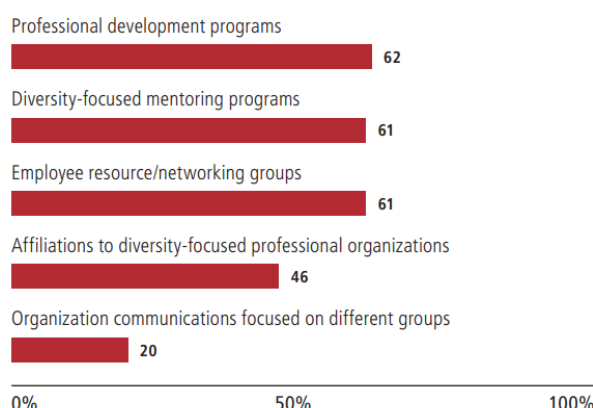 Professional development programs
62
Diversity-focused mentoring programs
61
Employee resource/networking groups
61
Affiliations to diversity-focused professional organizations
46
Organization communications focused on different groups
20
0% 50% 100%